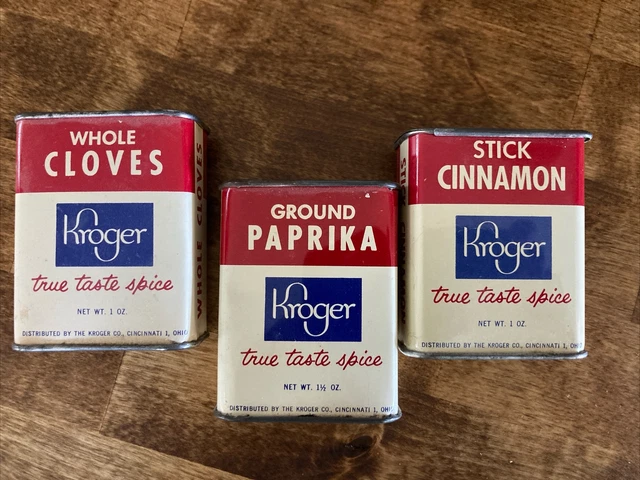 WHOLE
CLOVES
Kroger
true taste spice
NET WT. 1 OZ.
DISTRIBUTED BY THE KROGER CO., CINCINNATI 1, OHIO
WHOLE CLOVES
GROUND
PAPRIKA
Kroger
true taste spice
NET WT. 1½ OZ.
DISTRIBUTED BY THE KROGER CO., CINCINNATI 1, OHIO
STICK
CINNAMON
Kroger
true taste spice
NET WT. 1 OZ.
DISTRIBUTED BY THE KROGER CO., CINCINNATI 1, OHIO